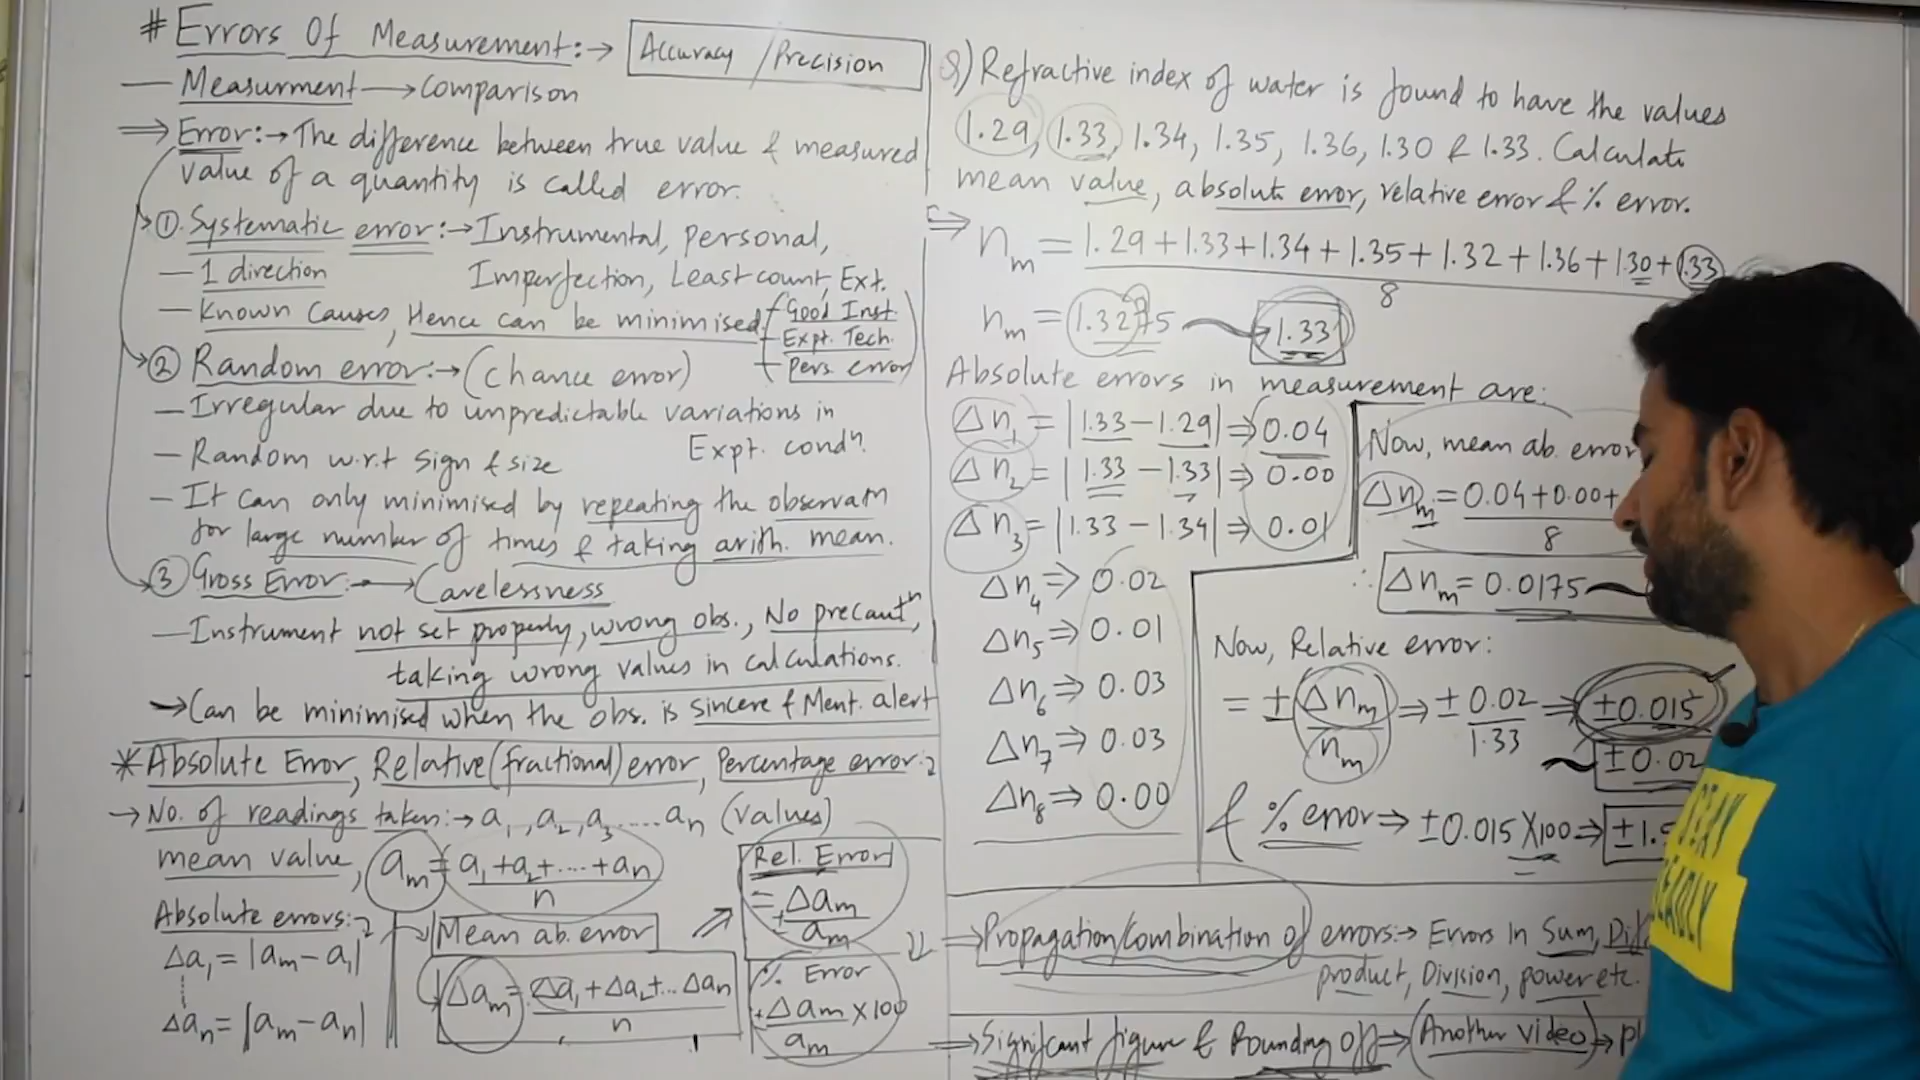 # Errors Of Measurement:→ Accuracy / Precision
— Measurment → Comparison
⇒ Error:→ The difference between true value & measured
value of a quantity is called error.
① Systematic error:→ Instrumental, personal,
— 1 direction Imperfection, Least count, Ext.
— Known Causes, Hence can be minimised
Good Inst.
Expt. Tech.
Pers. error
② Random error:→ (Chance error)
— Irregular due to unpredictable variations in
Expt. condⁿ.
— Random w.r.t Sign & size
— It can only minimised by repeating the observatn
for large number of times & taking arith. mean.
③ Gross Error:→ Carelessness
— Instrument not set properly, wrong obs., No precautⁿ,
taking wrong values in calculations.
→ Can be minimised when the obs. is sincere & Ment. alert
* Absolute Error, Relative (fractional) error, Percentage error:
→ No. of readings taken:→ a₁, a₂, a₃ ..... aₙ (values)
mean value, aₘ = a₁+a₂+.....+aₙ / n
Absolute errors:
Δa₁ = |aₘ – a₁|
Δaₙ = |aₘ – aₙ|
Mean ab. error
Δaₘ = Δa₁ + Δa₂+... Δaₙ / n
Rel. Error
= ± Δaₘ / aₘ
% Error
± Δaₘ / aₘ × 100
Q) Refractive index of water is found to have the values
1.29, 1.33, 1.34, 1.35, 1.36, 1.30 & 1.33. Calculate
mean value, absolute error, relative error & % error.
⇒ nₘ = 1.29 + 1.33 + 1.34 + 1.35 + 1.32 + 1.36 + 1.30 + 1.33 / 8
nₘ = 1.3275 → 1.33
Absolute errors in measurement are:
Δn₁ = |1.33 – 1.29| ⇒ 0.04
Δn₂ = |1.33 – 1.33| ⇒ 0.00
Δn₃ = |1.33 – 1.34| ⇒ 0.01
Δn₄ ⇒ 0.02
Δn₅ ⇒ 0.01
Δn₆ ⇒ 0.03
Δn₇ ⇒ 0.03
Δn₈ ⇒ 0.00
Now, mean ab. error
Δnₘ = 0.04+0.00+ / 8
∴ Δnₘ = 0.0175
Now, Relative error:
= ± Δnₘ / nₘ ⇒ ± 0.02 / 1.33 ⇒ ±0.015
~ ±0.02
& % error ⇒ ±0.015 × 100 ⇒ ±1.5
⇒ Propagation/combination of errors:→ Errors in Sum, Dif
product, Division, power etc.
⇒ Significant figure & Rounding Off ⇒ (Another video) →